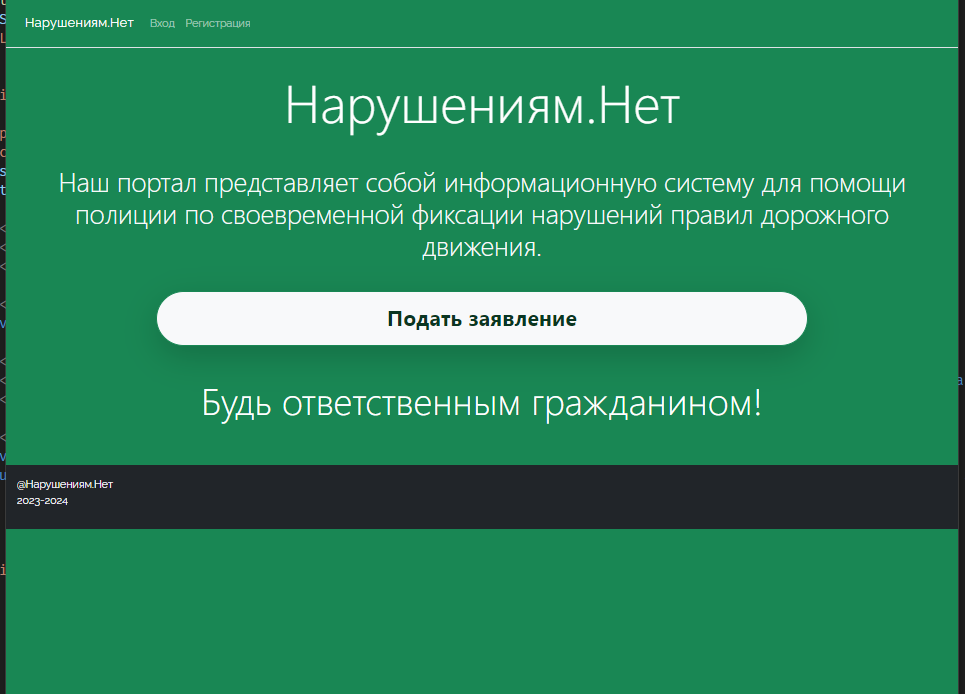 Нарушениям.Нет Вход Регистрация
Нарушениям.Нет
Наш портал представляет собой информационную систему для помощи
полиции по своевременной фиксации нарушений правил дорожного
движения.
Подать заявление
Будь ответственным гражданином!
@Нарушениям.Нет
2023-2024